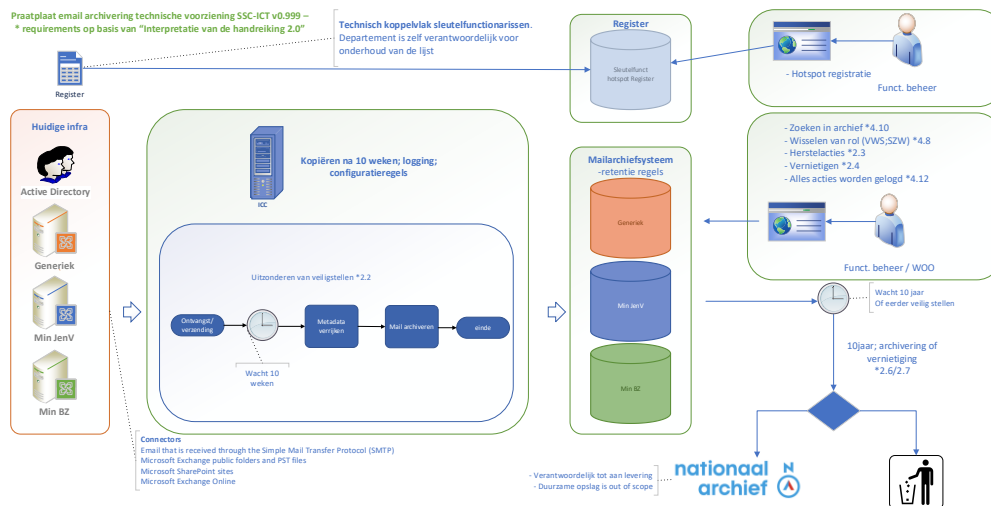 Praatplaat email archivering technische voorziening SSC-ICT v0.999 –
* requirements op basis van “Interpretatie van de handreiking 2.0”
Register
Technisch koppelvlak sleutelfunctionarissen.
Departement is zelf verantwoordelijk voor
onderhoud van de lijst
Register
Sleutelfunct
hotspot Register
- Hotspot registratie
Funct. beheer
Huidige infra
Active Directory
Generiek
Min JenV
Min BZ
Kopiëren na 10 weken; logging;
configuratieregels
ICC
Uitzonderen van veiligstellen *2.2
Ontvangst/
verzending
Metadata
verrijken
Mail archiveren
einde
Wacht 10
weken
Connectors
Email that is received through the Simple Mail Transfer Protocol (SMTP)
Microsoft Exchange public folders and PST files
Microsoft SharePoint sites
Microsoft Exchange Online
Mailarchiefsysteem
-retentie regels
Generiek
Min JenV
Min BZ
- Zoeken in archief *4.10
- Wisselen van rol (VWS;SZW) *4.8
- Herstelacties *2.3
- Vernietigen *2.4
- Alles acties worden gelogd *4.12
Funct. beheer / WOO
Wacht 10 jaar
Of eerder veilig stellen
10jaar; archivering of
vernietiging
*2.6/2.7
- Verantwoordelijk tot aan levering
- Duurzame opslag is out of scope
nationaal
archief
N